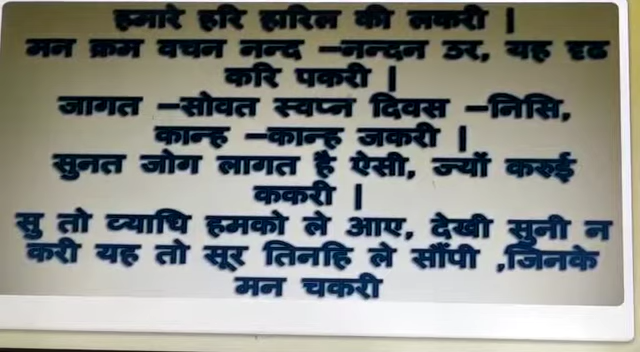 हमारे हरि हारिल की लकरी |
मन क्रम वचन नन्द –नन्दन उर, यह दृढ
करि पकरी |
जागत –सोवत स्वप्न दिवस –निसि,
कान्ह –कान्ह जकरी |
सुनत जोग लागत है ऐसी, ज्यों करुई
ककरी |
सु तो व्याधि हमको ले आए, देखी सुनी न
करी यह तो सूर तिनहि ले सौंपी ,जिनके
मन चकरी